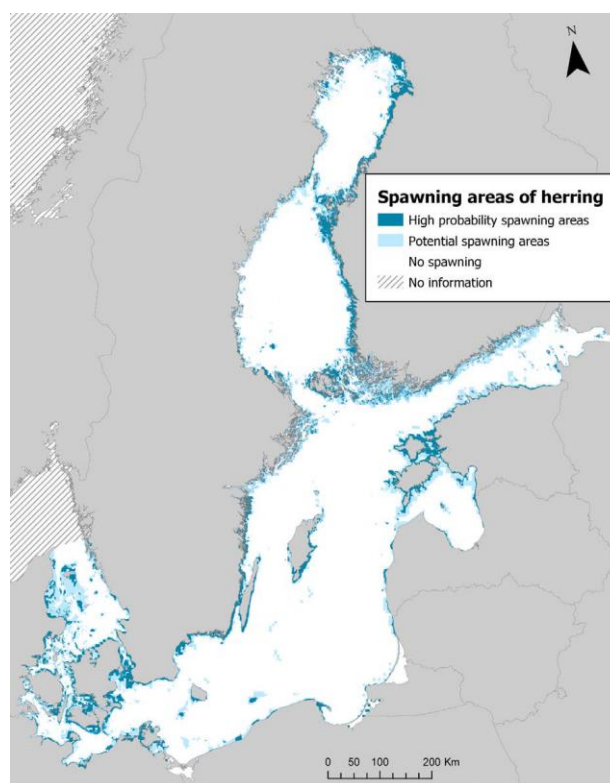 N
Spawning areas of herring
High probability spawning areas
Potential spawning areas
No spawning
No information
0 50 100 200 Km